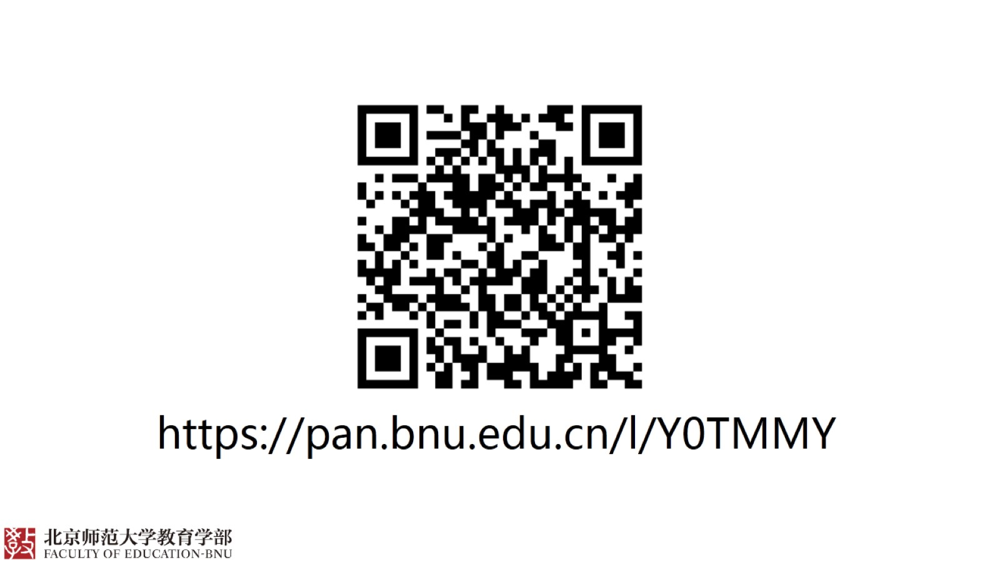 https://pan.bnu.edu.cn/l/Y0TMMY
北京师范大学教育学部
FACULTY OF EDUCATION-BNU